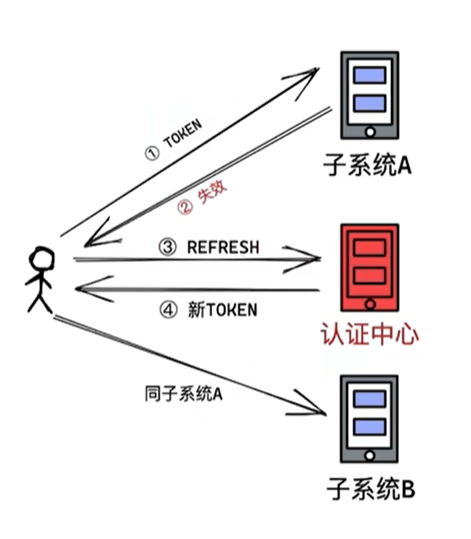 ① TOKEN
子系统A
② 失效
③ REFRESH
④ 新TOKEN
认证中心
同子系统A
子系统B